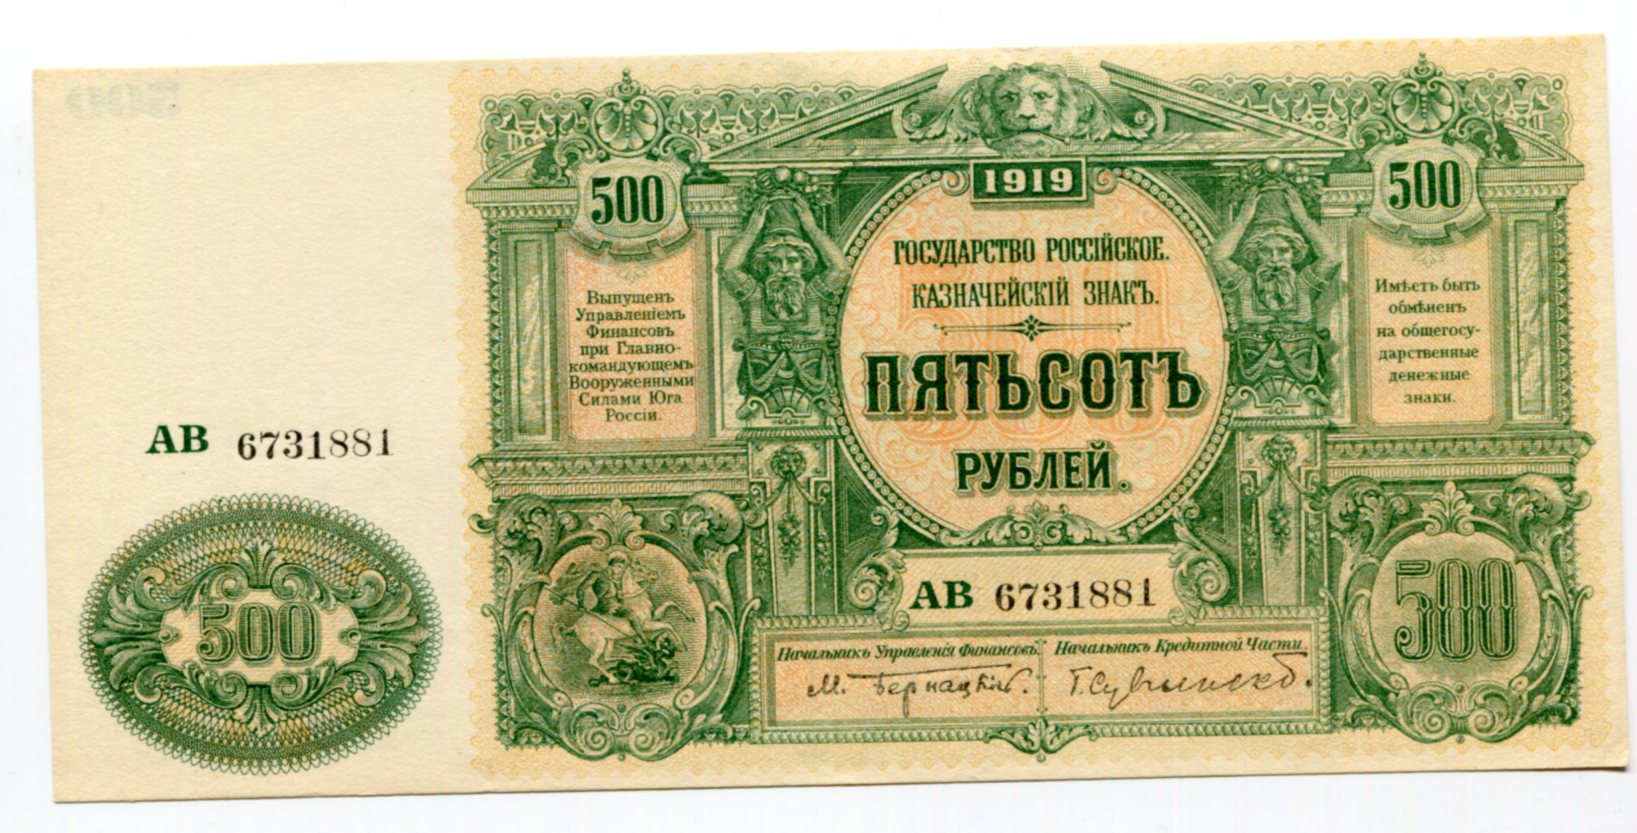 1919
500
500
ГОСУДАРСТВО РОССІЙСКОЕ.
КАЗНАЧЕЙСКІЙ ЗНАКЪ.
ПЯТЬСОТЪ
РУБЛЕЙ.
Выпущенъ
Управленіемъ
Финансовъ
при Главно-
командующемъ
Вооруженными
Силами Юга
Россіи.
Имѣетъ быть
обмѣненъ
на общегосу-
дарственные
денежные
знаки.
АВ 6731881
500
АВ 6731881
500
Начальникъ Управленія Финансовъ.
М. Бернацкій.
Начальникъ Кредитной Части